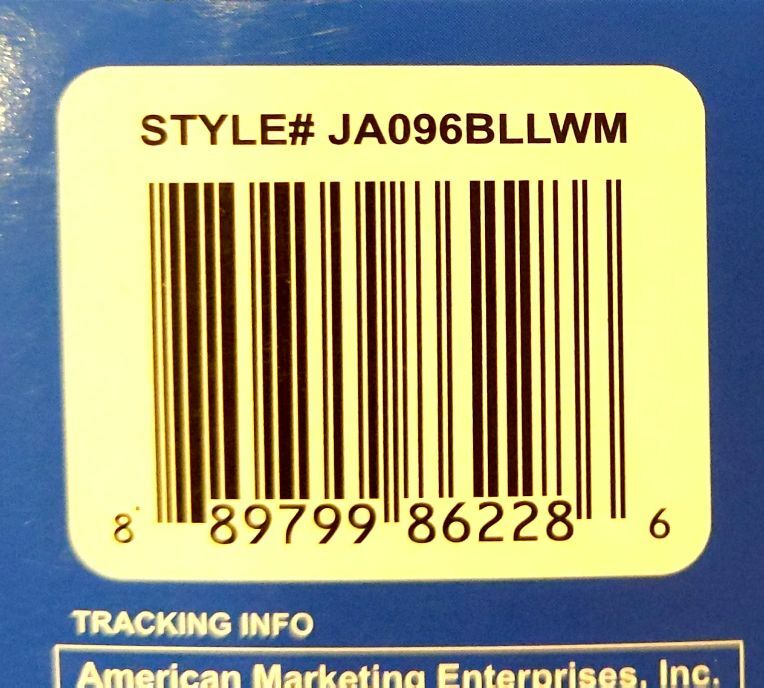 STYLE# JA096BLLWM
8 89799 86228 6
TRACKING INFO
American Marketing Enterprises, Inc.